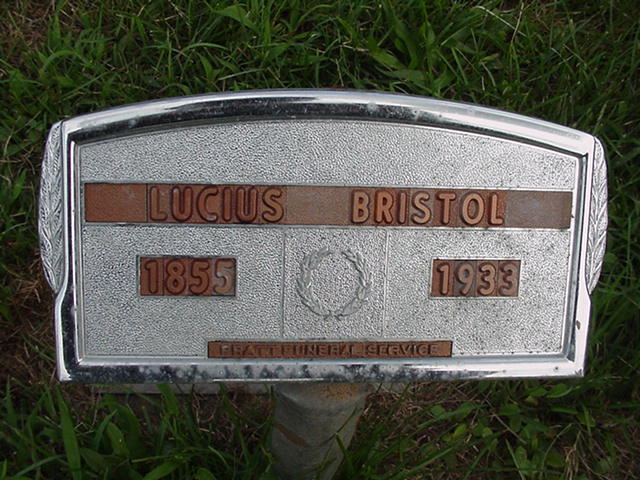 LUCIUS BRISTOL
1855 1933
PRATT FUNERAL SERVICE